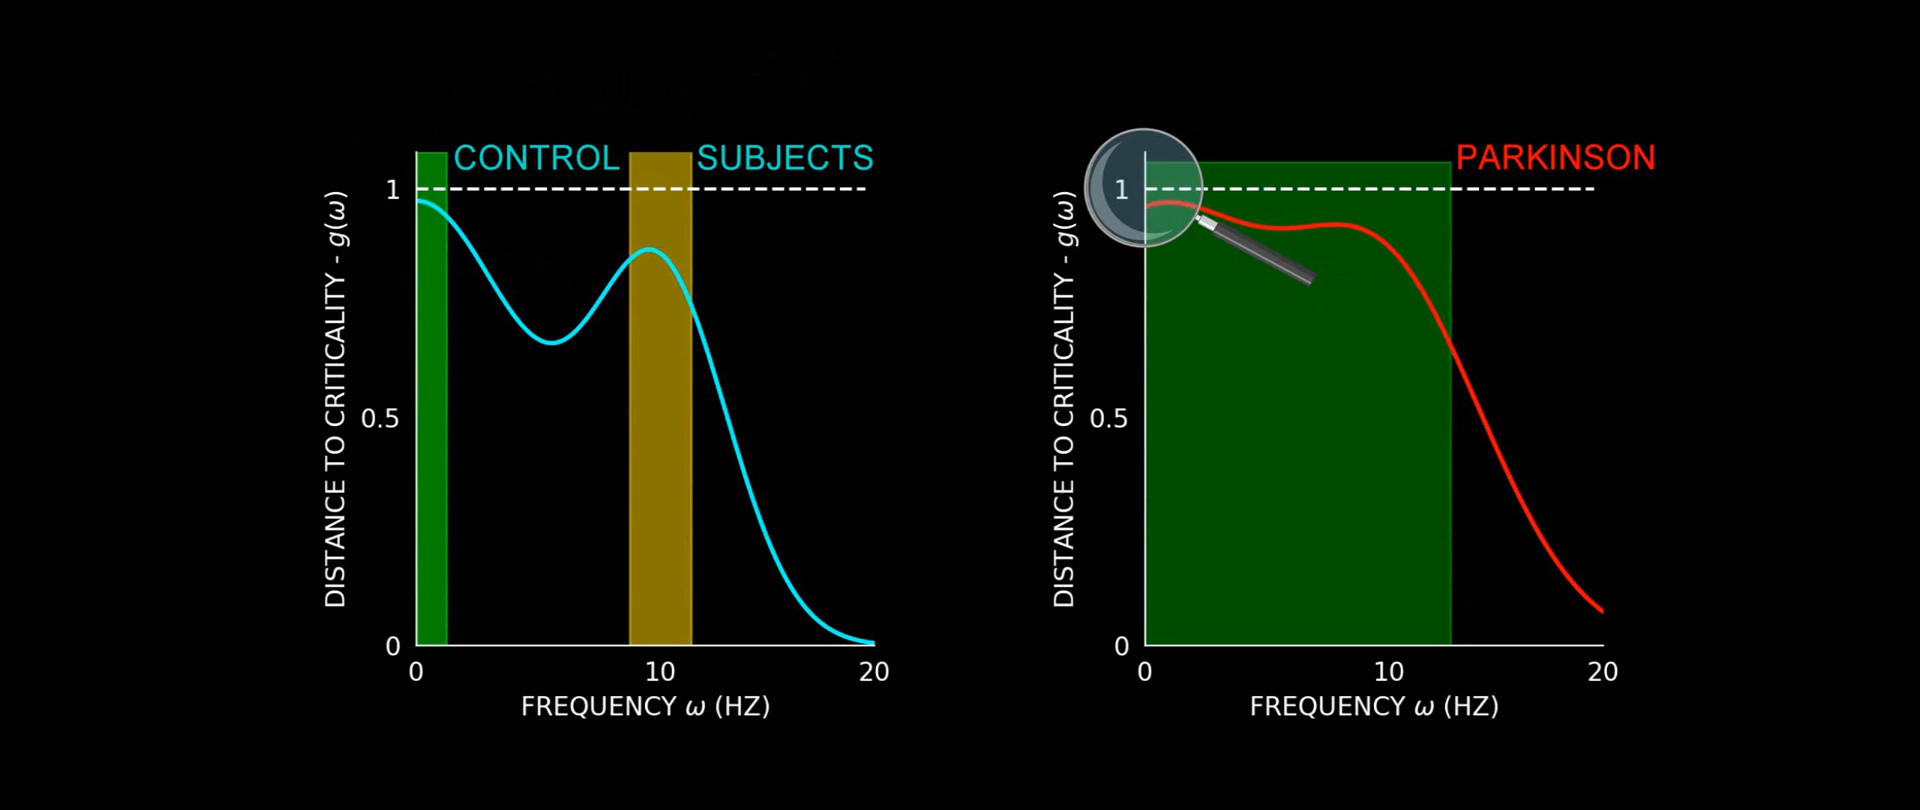 CONTROL SUBJECTS
1
0.5
0
DISTANCE TO CRITICALITY - g(ω)
0 10 20
FREQUENCY ω (HZ)
PARKINSON
1
0.5
0
DISTANCE TO CRITICALITY - g(ω)
0 10 20
FREQUENCY ω (HZ)